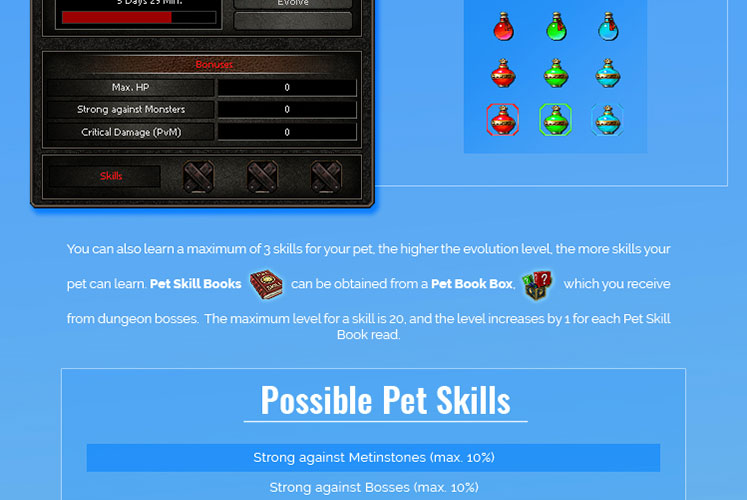 5 Days 29 Min.
Evolve
Bonuses
Max. HP 0
Strong against Monsters 0
Critical Damage (PvM) 0
Skills
You can also learn a maximum of 3 skills for your pet, the higher the evolution level, the more skills your
pet can learn. Pet Skill Books can be obtained from a Pet Book Box, which you receive
from dungeon bosses. The maximum level for a skill is 20, and the level increases by 1 for each Pet Skill
Book read.
Possible Pet Skills
Strong against Metinstones (max. 10%)
Strong against Bosses (max. 10%)